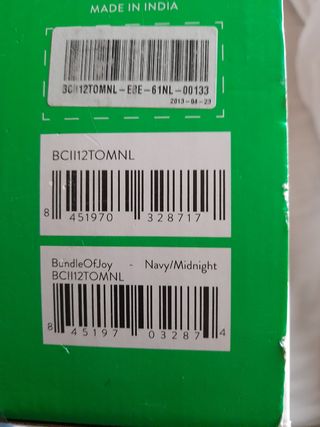 MADE IN INDIA
BCII12TOMNL-EBE-61NL-00133
2013-04-23
BCII12TOMNL
8 451970 328717
BundleOfJoy - Navy/Midnight
BCII12TOMNL
8 45197 03287 4